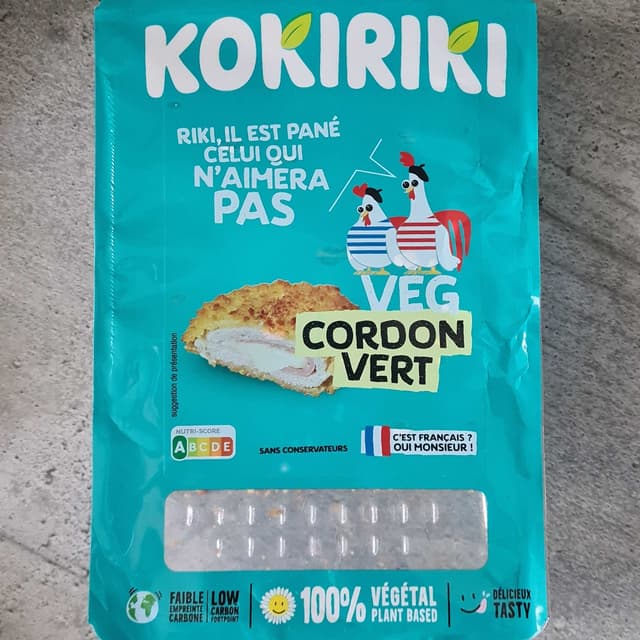 KOKIRIKI
RIKI, IL EST PANÉ
CELUI QUI
N'AIMERA
PAS
VEG
CORDON
VERT
suggestion de présentation
NUTRI-SCORE
A B C D E
SANS CONSERVATEURS
C'EST FRANÇAIS ?
OUI MONSIEUR !
FAIBLE
EMPREINTE
CARBONE
LOW
CARBON
FORTPOINT
100%
VÉGÉTAL
PLANT BASED
DÉLICIEUX
TASTY